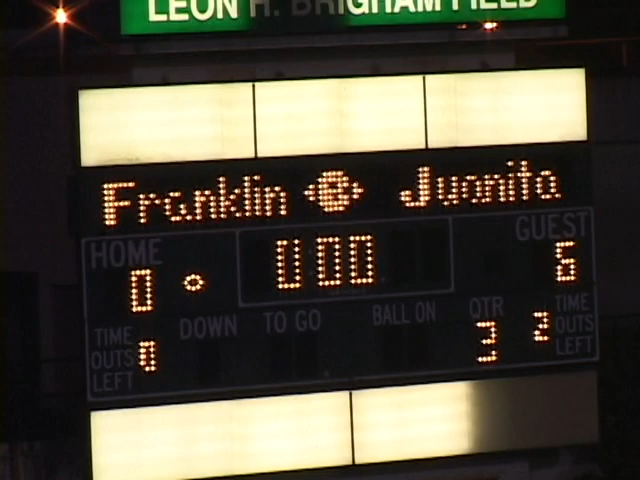 LEON H. BRIGHAM FIELD
Franklin Juanita
HOME 0 0:00 GUEST 6
TIME OUTS LEFT 0 DOWN TO GO BALL ON QTR 3 2 TIME OUTS LEFT